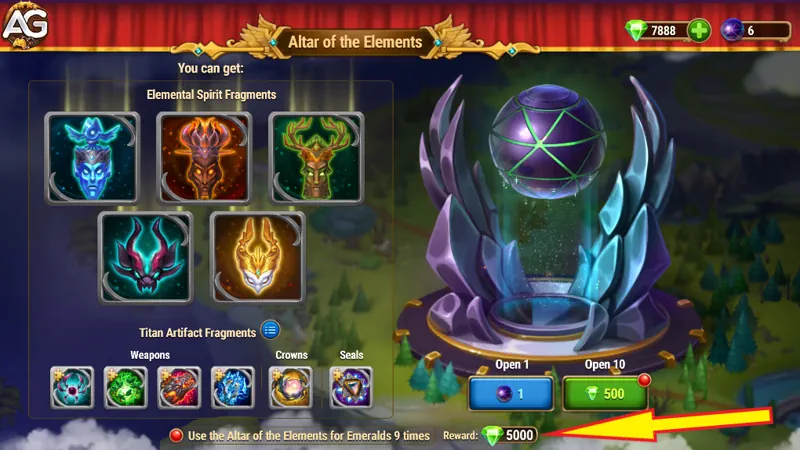 AG
Altar of the Elements
7888
6
You can get:
Elemental Spirit Fragments
Titan Artifact Fragments
Weapons
Crowns
Seals
Open 1
Open 10
1
500
Use the Altar of the Elements for Emeralds 9 times
Reward: 5000